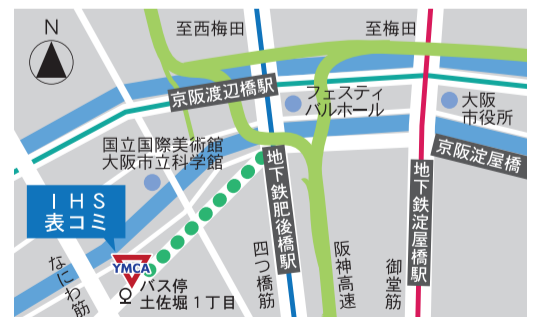 N
至西梅田
至梅田
京阪渡辺橋駅
フェスティ
バルホール
大阪
市役所
国立国際美術館
大阪市立科学館
京阪淀屋橋
地下鉄肥後橋駅
地下鉄淀屋橋駅
IHS
表コミ
YMCA
なにわ筋
バス停
土佐堀1丁目
四つ橋筋
阪神高速
御堂筋